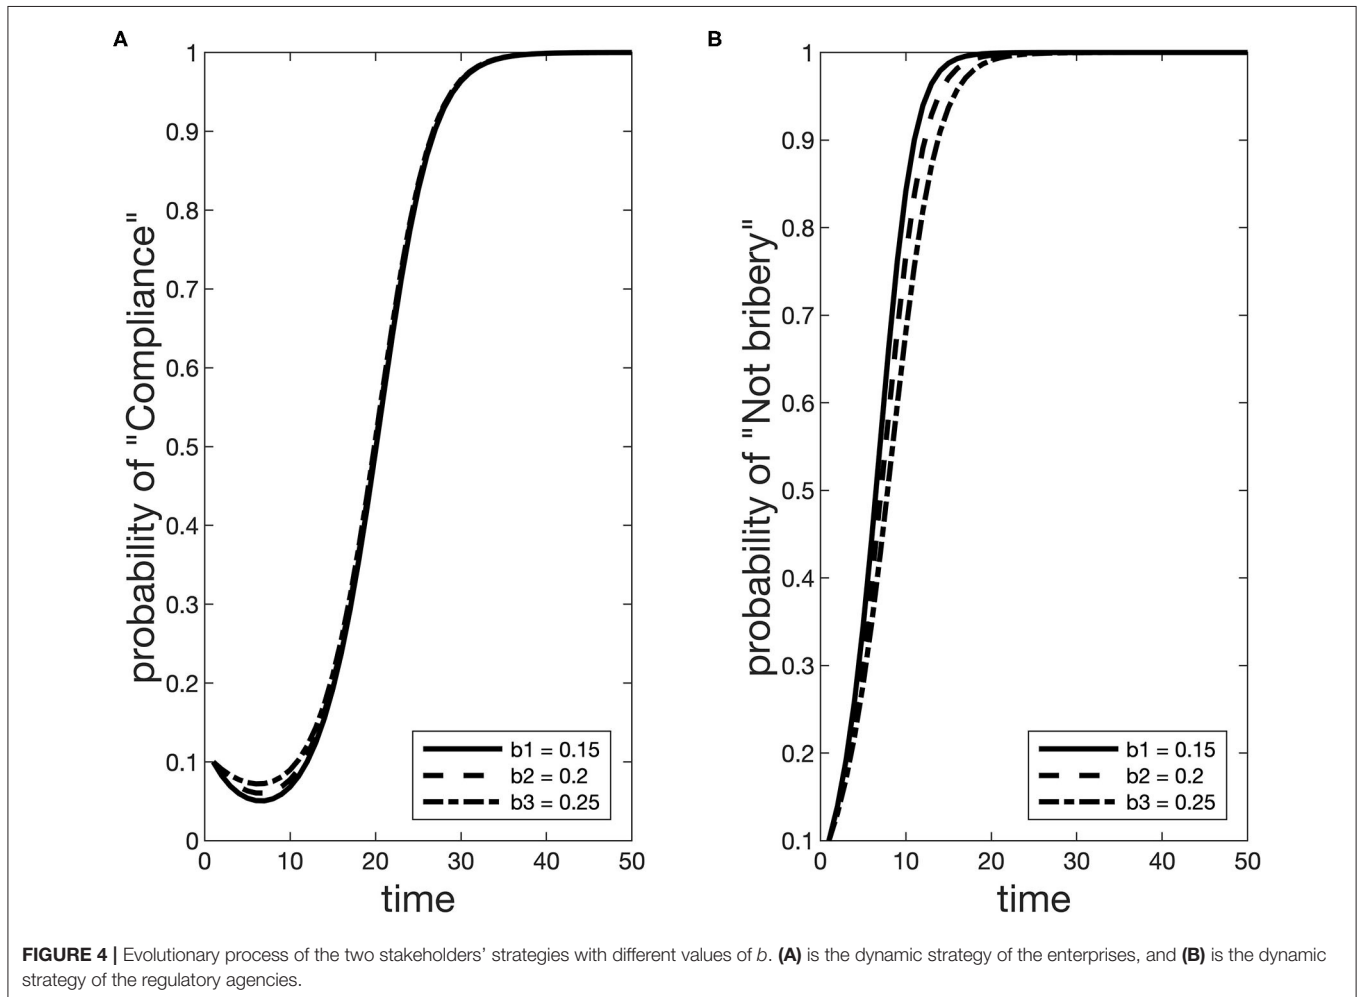 A
1
0.9
0.8
0.7
0.6
0.5
0.4
0.3
0.2
0.1
0
probability of "Compliance"
0 10 20 30 40 50
time
b1 = 0.15
b2 = 0.2
b3 = 0.25
B
1
0.9
0.8
0.7
0.6
0.5
0.4
0.3
0.2
0.1
probability of "Not bribery"
0 10 20 30 40 50
time
b1 = 0.15
b2 = 0.2
b3 = 0.25
FIGURE 4 | Evolutionary process of the two stakeholders’ strategies with different values of b. (A) is the dynamic strategy of the enterprises, and (B) is the dynamic
strategy of the regulatory agencies.